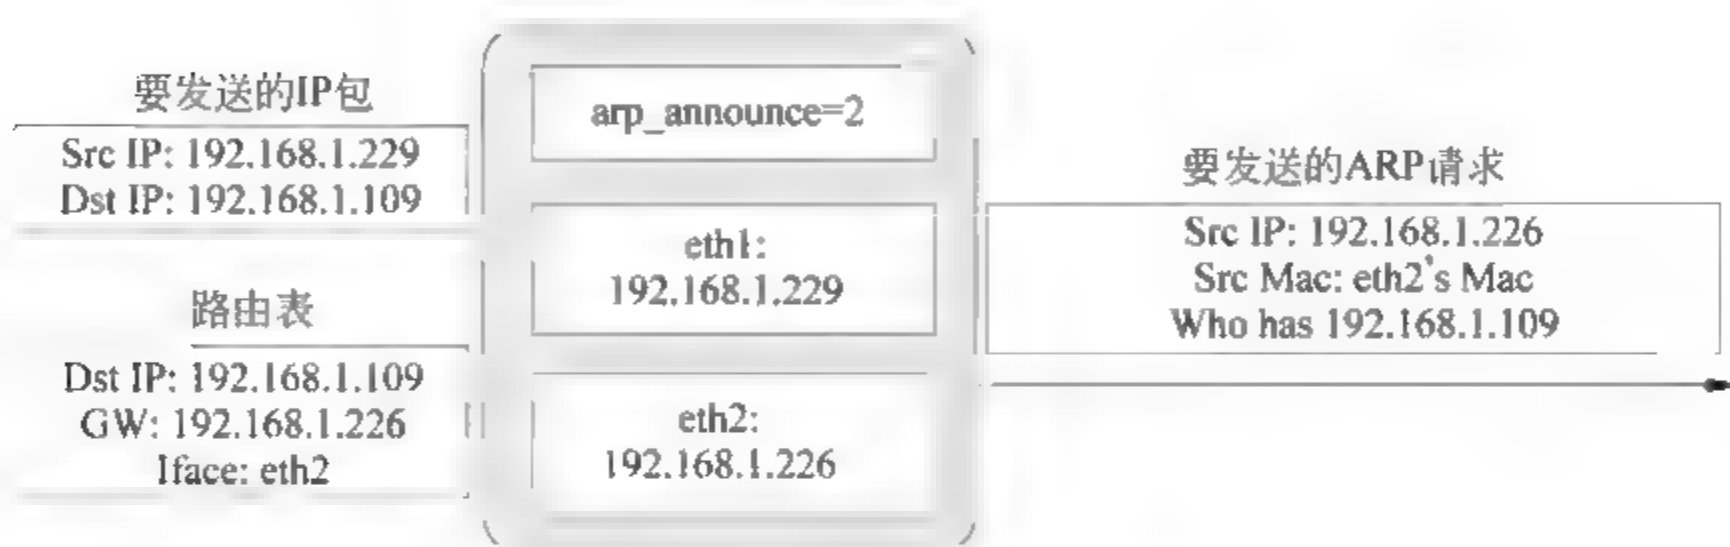 要发送的IP包
Src IP: 192.168.1.229
Dst IP: 192.168.1.109
路由表
Dst IP: 192.168.1.109
GW: 192.168.1.226
Iface: eth2
arp_announce=2
eth1:
192.168.1.229
eth2:
192.168.1.226
要发送的ARP请求
Src IP: 192.168.1.226
Src Mac: eth2's Mac
Who has 192.168.1.109